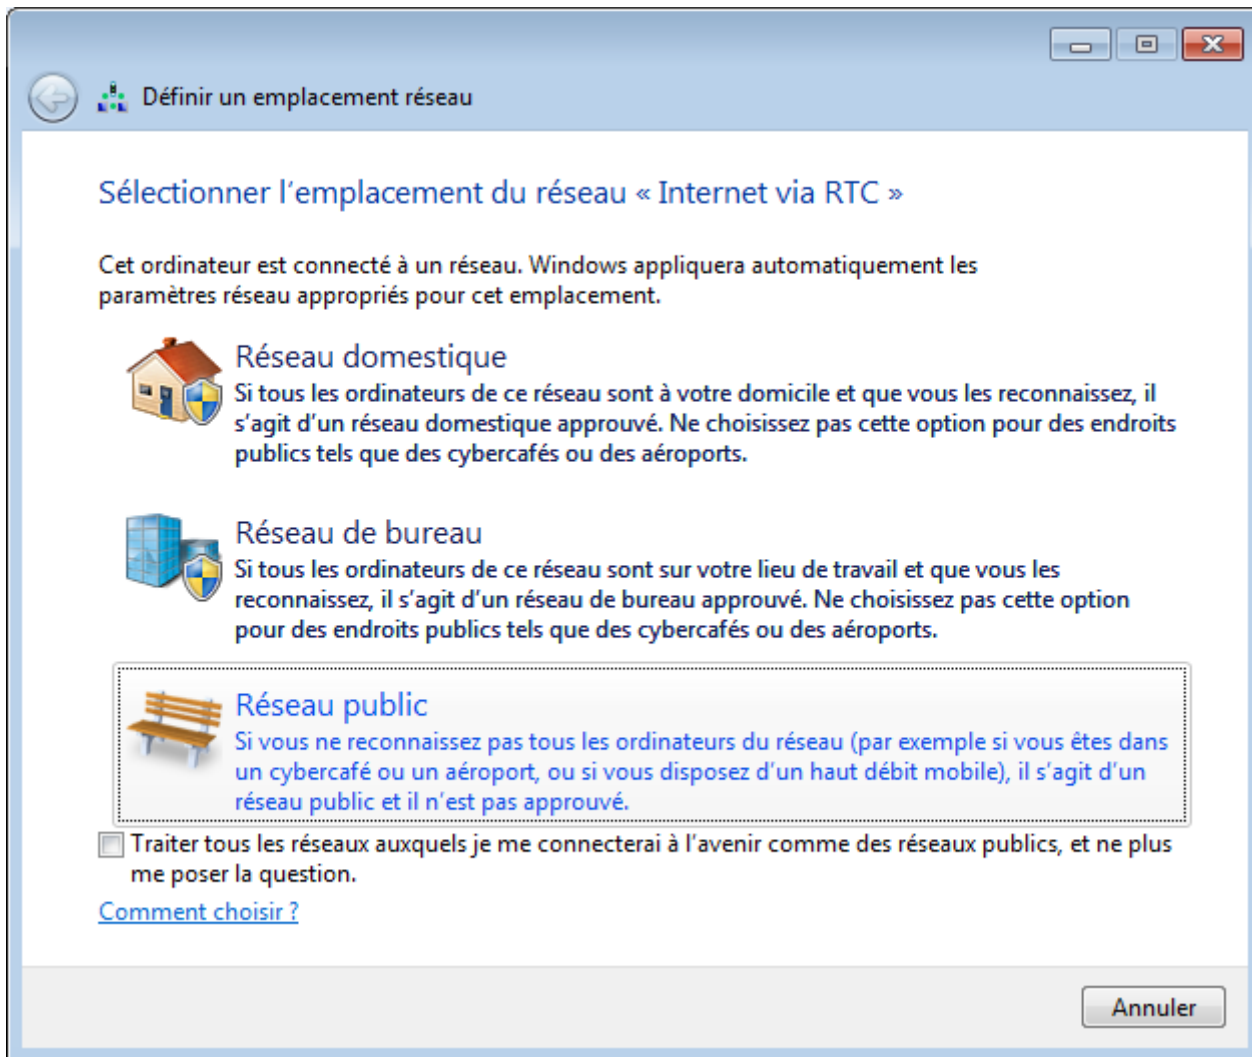 Définir un emplacement réseau
Sélectionner l’emplacement du réseau « Internet via RTC »
Cet ordinateur est connecté à un réseau. Windows appliquera automatiquement les
paramètres réseau appropriés pour cet emplacement.
Réseau domestique
Si tous les ordinateurs de ce réseau sont à votre domicile et que vous les reconnaissez, il
s’agit d’un réseau domestique approuvé. Ne choisissez pas cette option pour des endroits
publics tels que des cybercafés ou des aéroports.
Réseau de bureau
Si tous les ordinateurs de ce réseau sont sur votre lieu de travail et que vous les
reconnaissez, il s’agit d’un réseau de bureau approuvé. Ne choisissez pas cette option
pour des endroits publics tels que des cybercafés ou des aéroports.
Réseau public
Si vous ne reconnaissez pas tous les ordinateurs du réseau (par exemple si vous êtes dans
un cybercafé ou un aéroport, ou si vous disposez d’un haut débit mobile), il s’agit d’un
réseau public et il n’est pas approuvé.
Traiter tous les réseaux auxquels je me connecterai à l’avenir comme des réseaux publics, et ne plus
me poser la question.
Comment choisir ?
Annuler